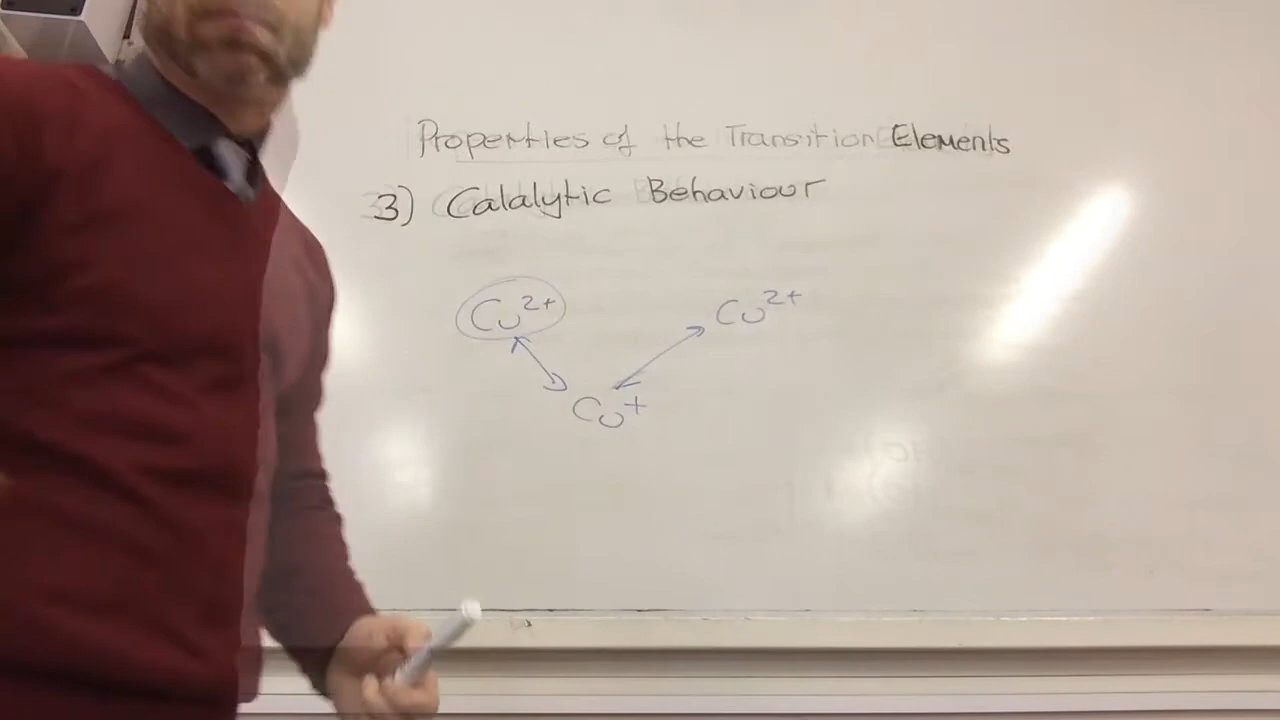 Properties of the Transition Elements
3) Calalytic Behaviour
Cu²⁺ Cu²⁺
Cu⁺